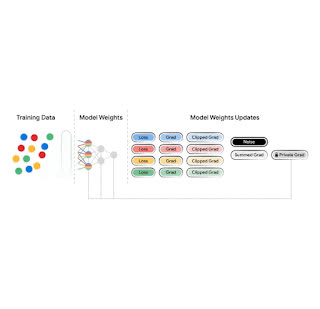 Training Data
Model Weights
Model Weights Updates
Loss Grad Clipped Grad
Loss Grad Clipped Grad
Loss Grad Clipped Grad
Loss Grad Clipped Grad
Noise
Summed Grad
Private Grad